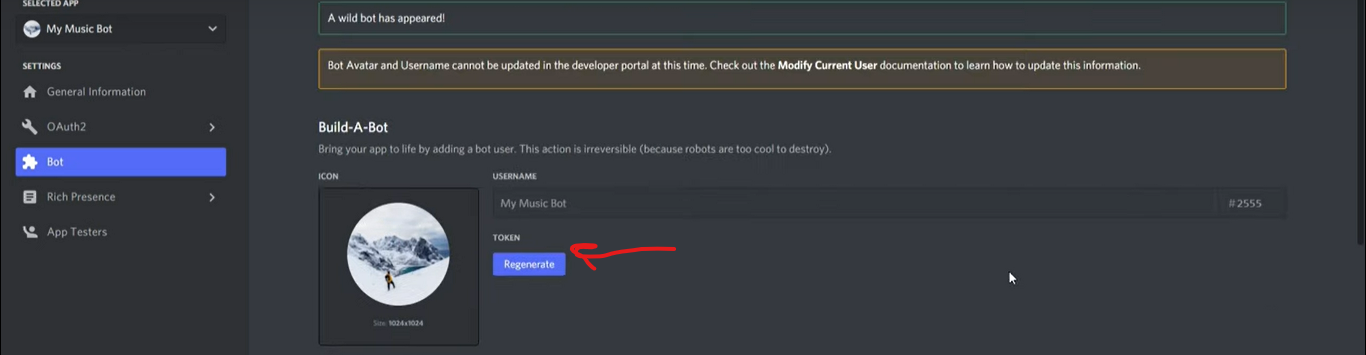 SELECTED APP
My Music Bot
SETTINGS
General Information
OAuth2
Bot
Rich Presence
App Testers
A wild bot has appeared!
Bot Avatar and Username cannot be updated in the developer portal at this time. Check out the Modify Current User documentation to learn how to update this information.
Build-A-Bot
Bring your app to life by adding a bot user. This action is irreversible (because robots are too cool to destroy).
ICON
Size: 1024x1024
USERNAME
My Music Bot #2555
TOKEN
Regenerate